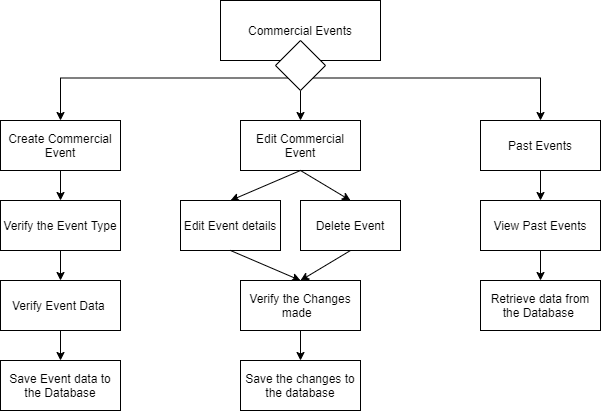 Commercial Events
Create Commercial
Event
Edit Commercial
Event
Past Events
Verify the Event Type
Edit Event details
Delete Event
View Past Events
Verify Event Data
Verify the Changes
made
Retrieve data from
the Database
Save Event data to
the Database
Save the changes to
the database